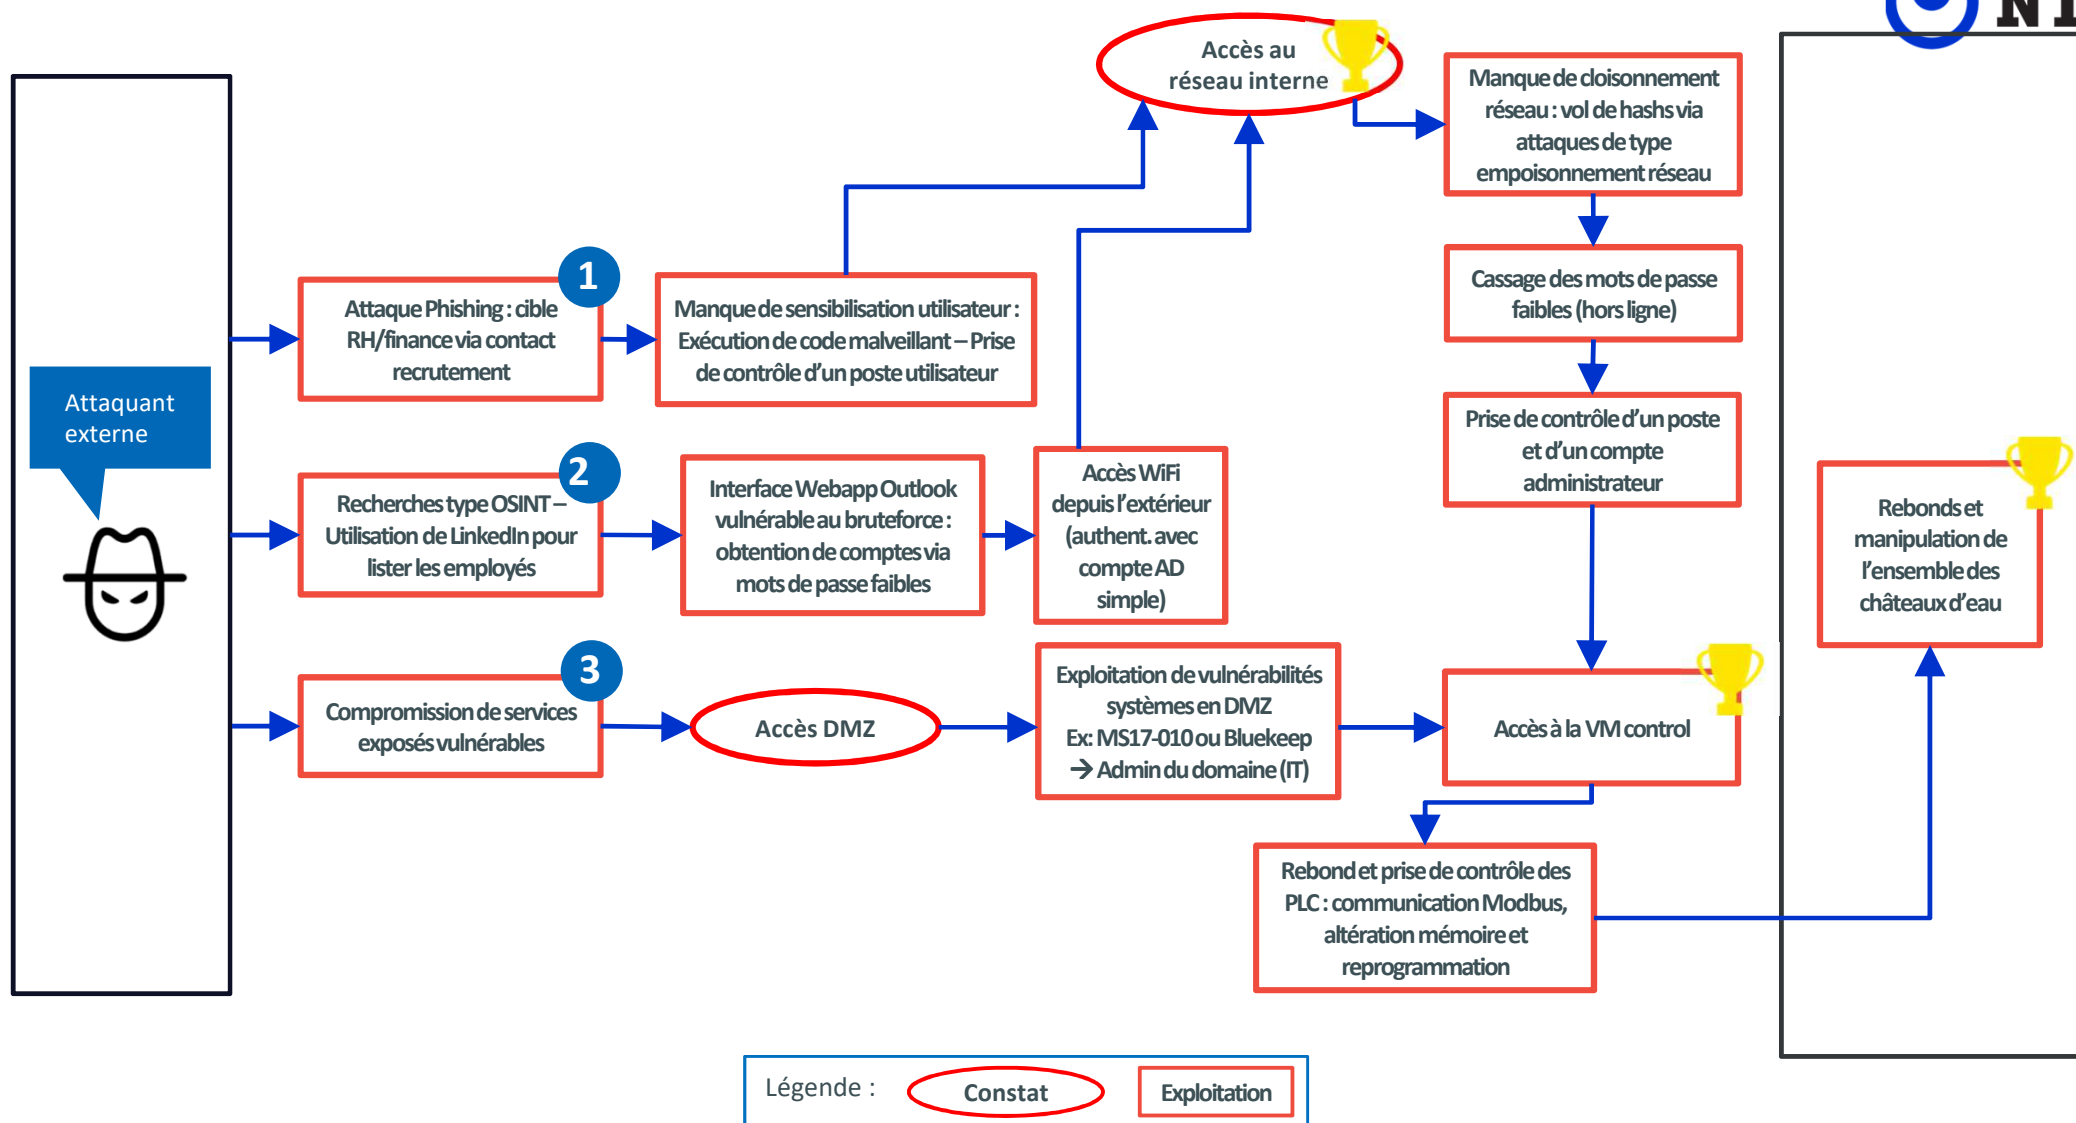 NT
Accès au
réseau interne
Manque de cloisonnement
réseau : vol de hashs via
attaques de type
empoisonnement réseau
Cassage des mots de passe
faibles (hors ligne)
Prise de contrôle d’un poste
et d’un compte
administrateur
Attaquant
externe
1
Attaque Phishing : cible
RH/finance via contact
recrutement
Manque de sensibilisation utilisateur :
Exécution de code malveillant – Prise
de contrôle d’un poste utilisateur
2
Recherches type OSINT –
Utilisation de LinkedIn pour
lister les employés
Interface Webapp Outlook
vulnérable au bruteforce :
obtention de comptes via
mots de passe faibles
Accès WiFi
depuis l’extérieur
(authent. avec
compte AD
simple)
3
Compromission de services
exposés vulnérables
Accès DMZ
Exploitation de vulnérabilités
systèmes en DMZ
Ex: MS17-010 ou Bluekeep
→ Admin du domaine (IT)
Accès à la VM control
Rebond et prise de contrôle des
PLC : communication Modbus,
altération mémoire et
reprogrammation
Rebonds et
manipulation de
l’ensemble des
châteaux d’eau
Légende :
Constat
Exploitation